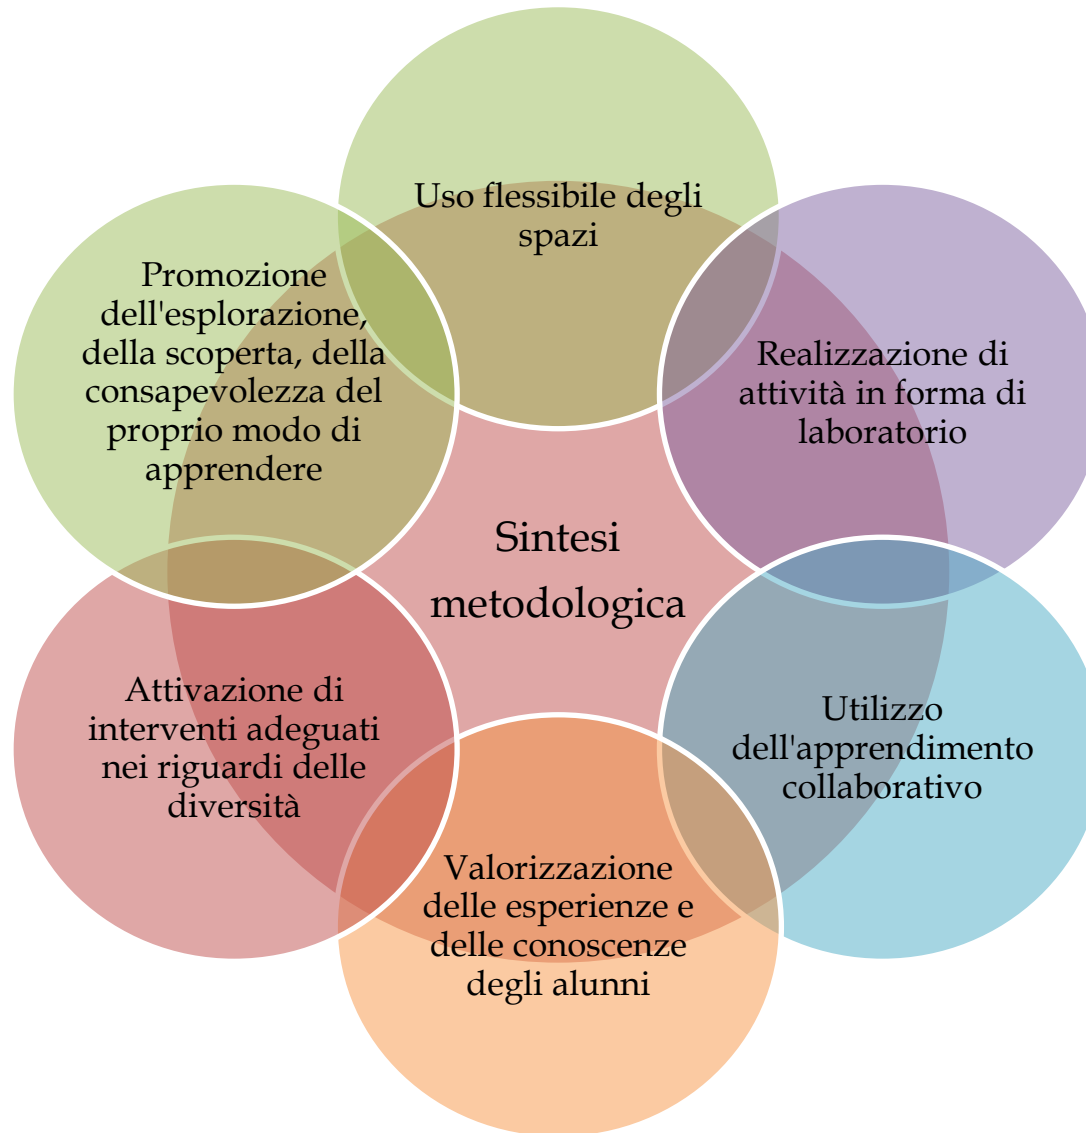 Uso flessibile degli
spazi
Realizzazione di
attività in forma di
laboratorio
Utilizzo
dell'apprendimento
collaborativo
Valorizzazione
delle esperienze e
delle conoscenze
degli alunni
Attivazione di
interventi adeguati
nei riguardi delle
diversità
Promozione
dell'esplorazione,
della scoperta, della
consapevolezza del
proprio modo di
apprendere
Sintesi
metodologica